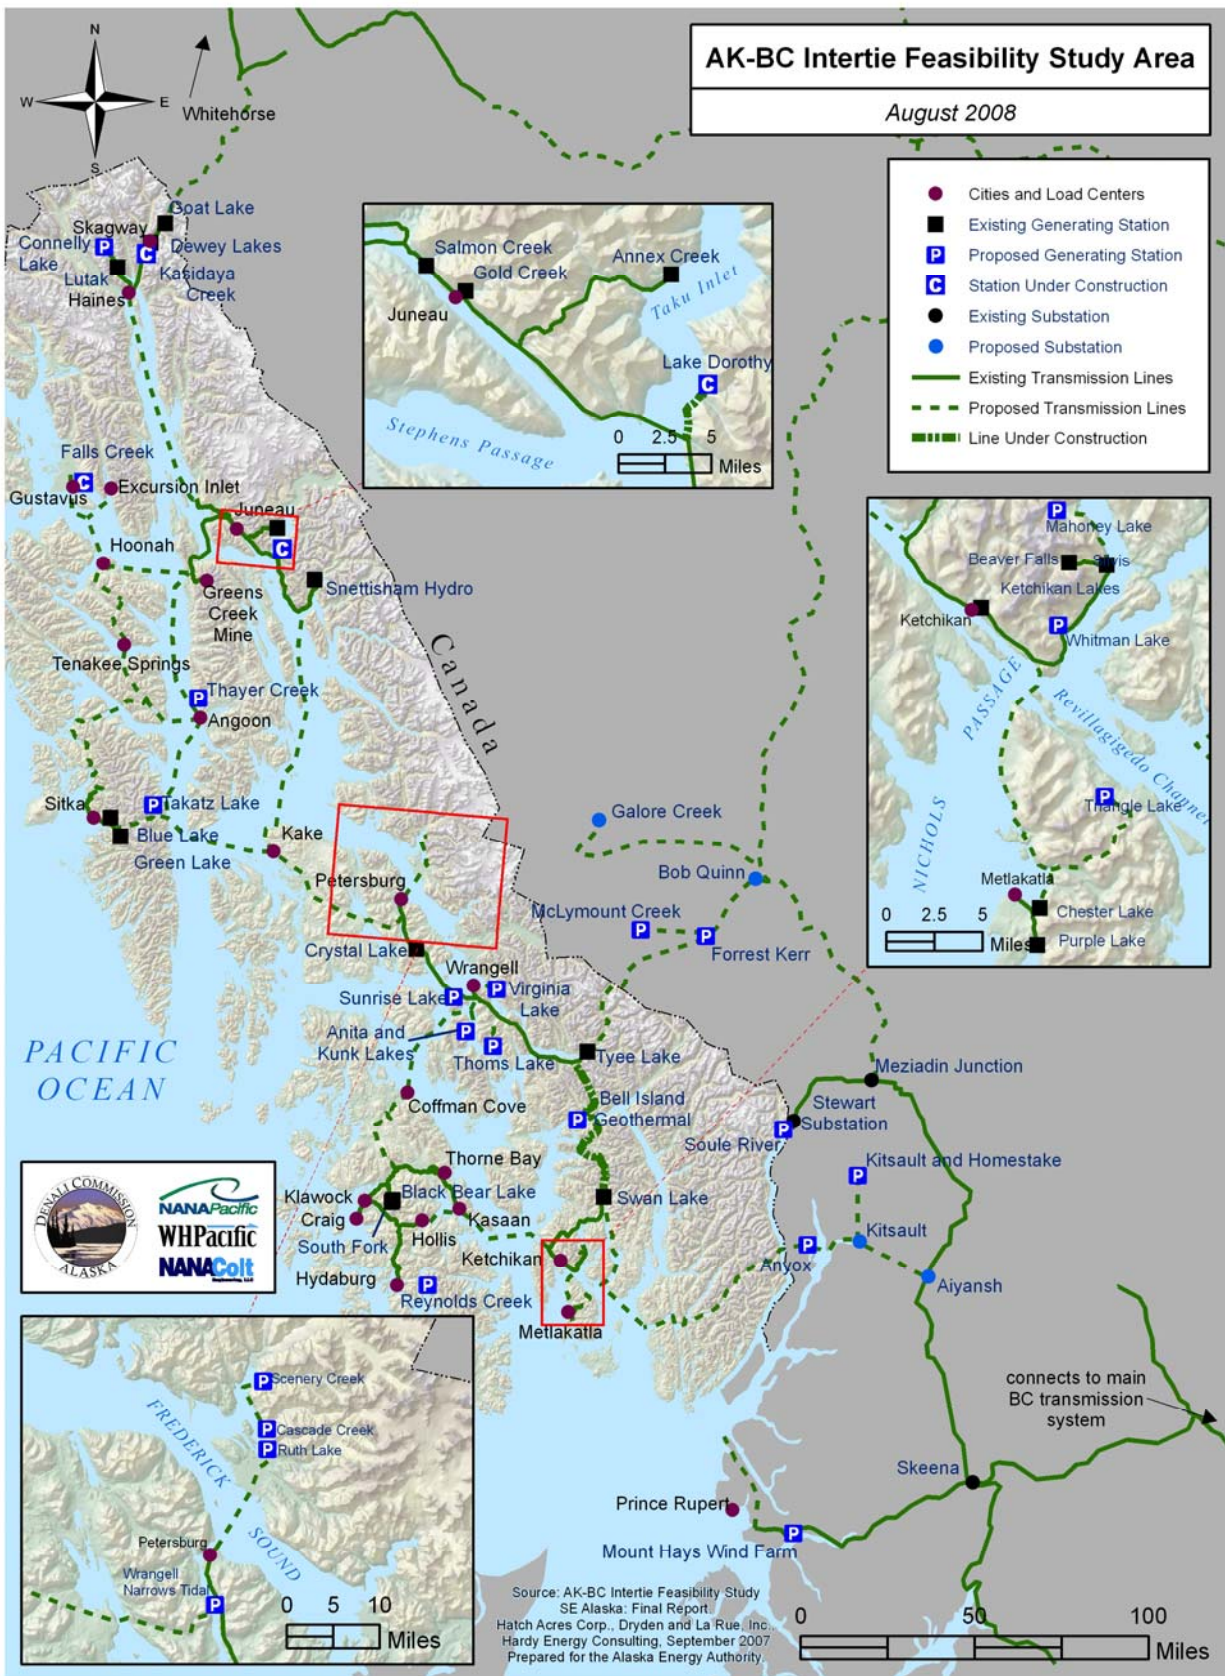 N
W
E
S
Whitehorse
AK-BC Intertie Feasibility Study Area
August 2008
Cities and Load Centers
Existing Generating Station
P Proposed Generating Station
C Station Under Construction
Existing Substation
Proposed Substation
Existing Transmission Lines
Proposed Transmission Lines
Line Under Construction
Goat Lake
Skagway
Dewey Lakes
Connelly
Lake
P
C
Kasidaya
Creek
Lutak
Haines
Salmon Creek
Gold Creek
Annex Creek
Juneau
Taku Inlet
Lake Dorothy
C
Stephens Passage
0 2.5 5
Miles
Falls Creek
C
Gustavus
Excursion Inlet
Juneau
C
Hoonah
Greens
Creek
Mine
Snettisham Hydro
Tenakee Springs
P
Thayer Creek
Angoon
Canada
Sitka
P
Takatz Lake
Blue Lake
Green Lake
Kake
Petersburg
Crystal Lake
P
Mahoney Lake
Beaver Falls
Silvis
Ketchikan Lakes
Ketchikan
P
Whitman Lake
NICHOLS PASSAGE
Revillagigedo Channel
P
Triangle Lake
Metlakatla
Chester Lake
Purple Lake
0 2.5 5
Miles
Galore Creek
Bob Quinn
McLymount Creek
P
P
Forrest Kerr
Wrangell
P
Virginia
Lake
Sunrise Lake
P
Anita and
Kunk Lakes
P
P
Thoms Lake
Tyee Lake
PACIFIC
OCEAN
Coffman Cove
Bell Island
Geothermal
P
Meziadin Junction
Stewart
Substation
P
Soule River
Kitsault and Homestake
P
Thorne Bay
Klawock
Black Bear Lake
Craig
South Fork
Hollis
Kasaan
Swan Lake
Ketchikan
Hydaburg
P
Reynolds Creek
Metlakatla
Kitsault
P
Anyox
Aiyansh
DENALI COMMISSION
ALASKA
NANAPacific
WHPacific
NANAColt
Engineering, LLC
connects to main
BC transmission
system
Skeena
Prince Rupert
P
Mount Hays Wind Farm
P
Scenery Creek
P
Cascade Creek
P
Ruth Lake
FREDERICK
SOUND
Petersburg
Wrangell
Narrows Tidal
P
0 5 10
Miles
Source: AK-BC Intertie Feasibility Study
SE Alaska: Final Report.
Hatch Acres Corp., Dryden and La Rue, Inc.,
Hardy Energy Consulting, September 2007
Prepared for the Alaska Energy Authority.
0 50 100
Miles